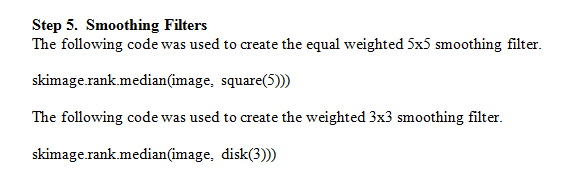 Step 5.  Smoothing Filters
The following code was used to create the equal weighted 5x5 smoothing filter.
skimage.rank.median(image,  square(5)))
The following code was used to create the weighted 3x3 smoothing filter.
skimage.rank.median(image,  disk(3)))